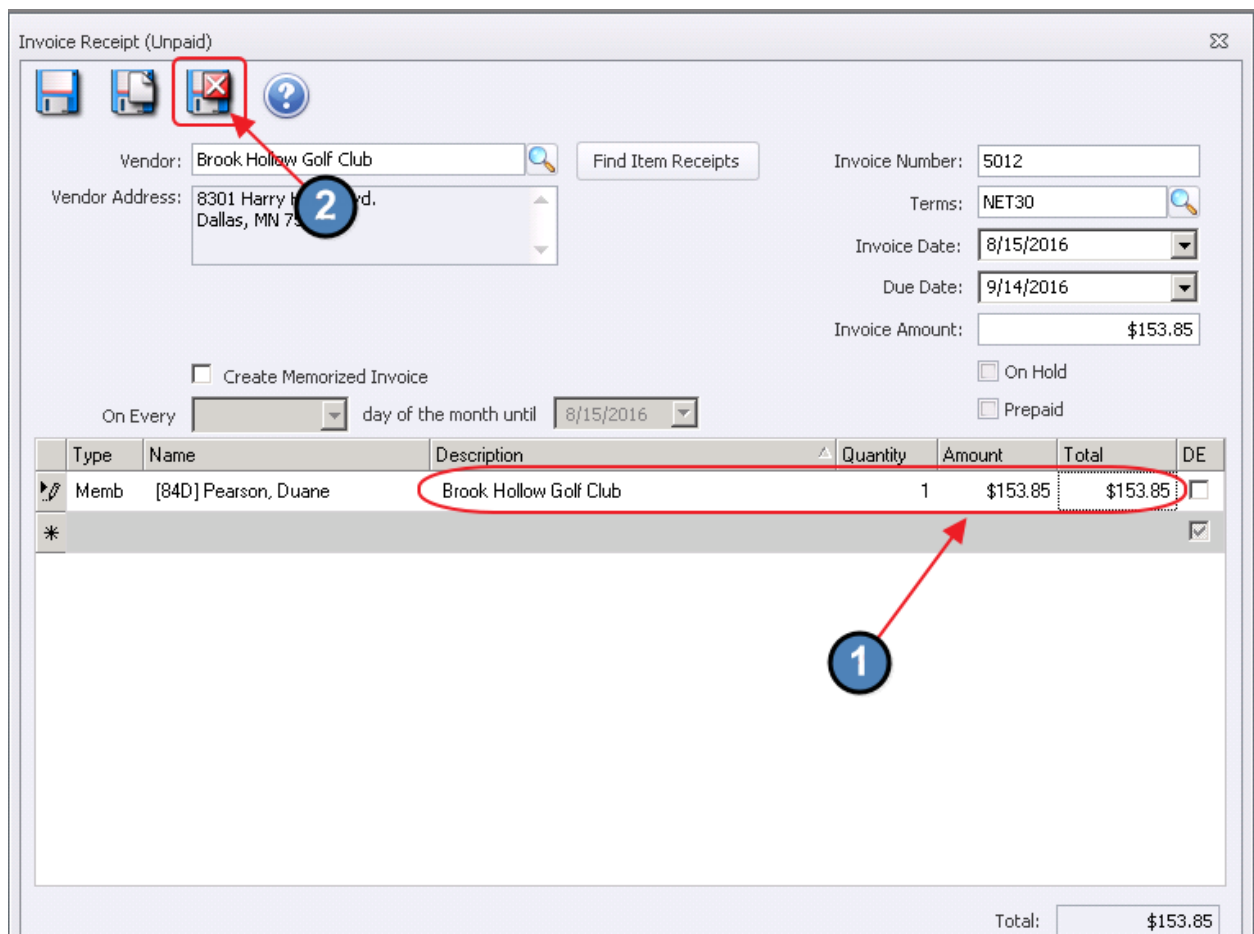 Invoice Receipt (Unpaid)
Vendor: Brook Hollow Golf Club Find Item Receipts Invoice Number: 5012
Vendor Address: 8301 Harry vd.
Dallas, MN
2
Terms: NET30
Invoice Date: 8/15/2016
Due Date: 9/14/2016
Invoice Amount: $153.85
Create Memorized Invoice On Hold
On Every day of the month until 8/15/2016 Prepaid
Type Name Description Quantity Amount Total DE
Memb [84D] Pearson, Duane Brook Hollow Golf Club 1 $153.85 $153.85
1
Total: $153.85